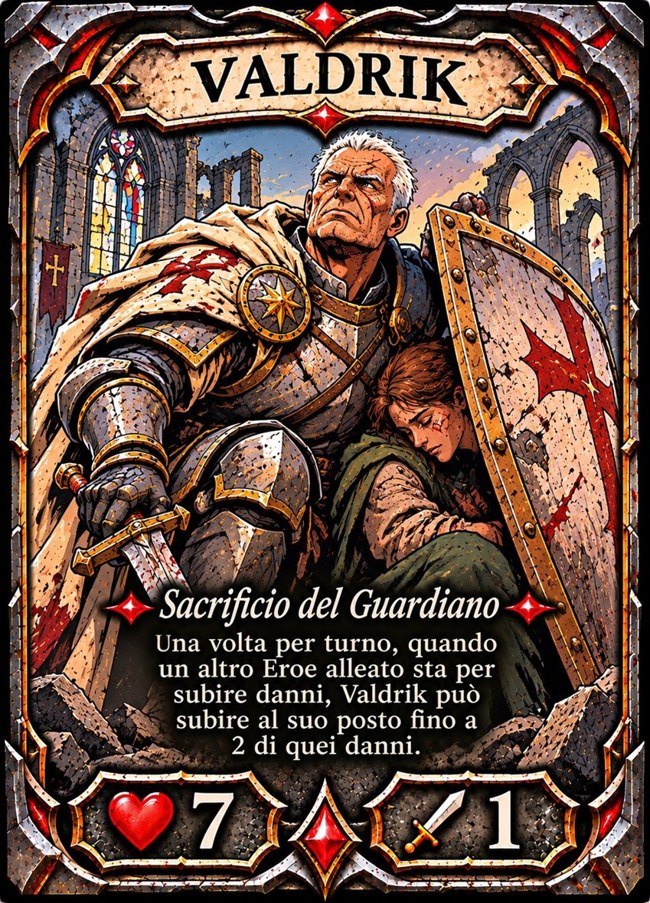 VALDRIK
Sacrificio del Guardiano
Una volta per turno, quando
un altro Eroe alleato sta per
subire danni, Valdrik può
subire al suo posto fino a
2 di quei danni.
7 1